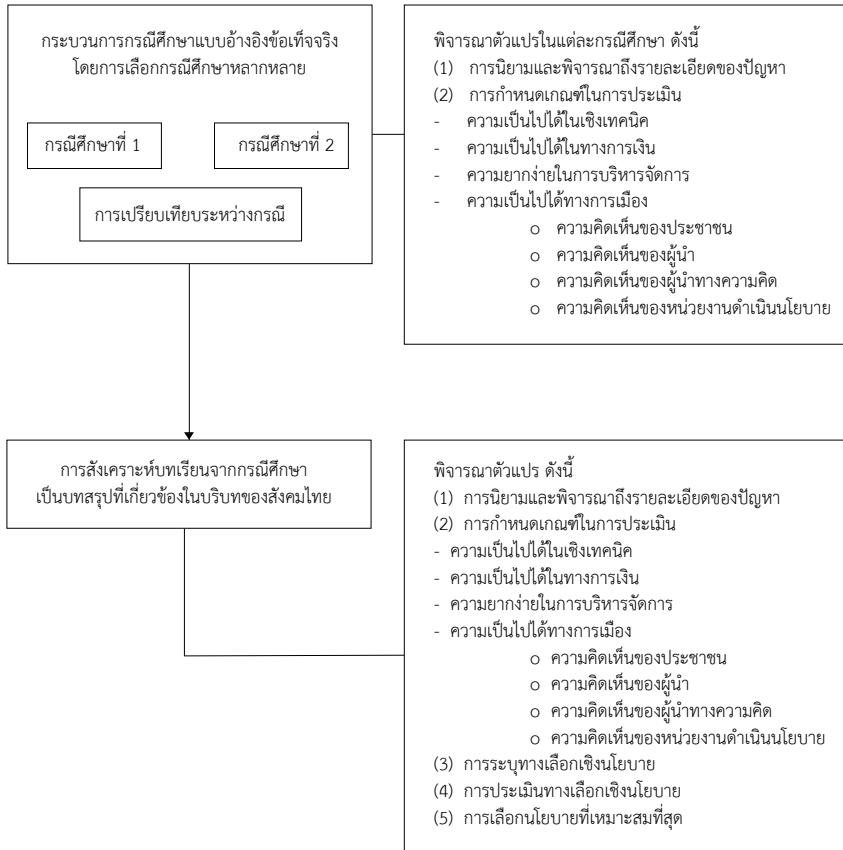 กระบวนการกรณีศึกษาแบบอ้างอิงข้อเท็จจริง
โดยการเลือกกรณีศึกษาหลากหลาย
กรณีศึกษาที่ 1
กรณีศึกษาที่ 2
การเปรียบเทียบระหว่างกรณี
พิจารณาตัวแปรในแต่ละกรณีศึกษา ดังนี้
(1) การนิยามและพิจารณาถึงรายละเอียดของปัญหา
(2) การกำหนดเกณฑ์ในการประเมิน
- ความเป็นไปได้ในเชิงเทคนิค
- ความเป็นไปได้ในทางการเงิน
- ความยากง่ายในการบริหารจัดการ
- ความเป็นไปได้ทางการเมือง
o ความคิดเห็นของประชาชน
o ความคิดเห็นของผู้นำ
o ความคิดเห็นของผู้นำทางความคิด
o ความคิดเห็นของหน่วยงานดำเนินนโยบาย
การสังเคราะห์บทเรียนจากกรณีศึกษา
เป็นบทสรุปที่เกี่ยวข้องในบริบทของสังคมไทย
พิจารณาตัวแปร ดังนี้
(1) การนิยามและพิจารณาถึงรายละเอียดของปัญหา
(2) การกำหนดเกณฑ์ในการประเมิน
- ความเป็นไปได้ในเชิงเทคนิค
- ความเป็นไปได้ในทางการเงิน
- ความยากง่ายในการบริหารจัดการ
- ความเป็นไปได้ทางการเมือง
o ความคิดเห็นของประชาชน
o ความคิดเห็นของผู้นำ
o ความคิดเห็นของผู้นำทางความคิด
o ความคิดเห็นของหน่วยงานดำเนินนโยบาย
(3) การระบุทางเลือกเชิงนโยบาย
(4) การประเมินทางเลือกเชิงนโยบาย
(5) การเลือกนโยบายที่เหมาะสมที่สุด